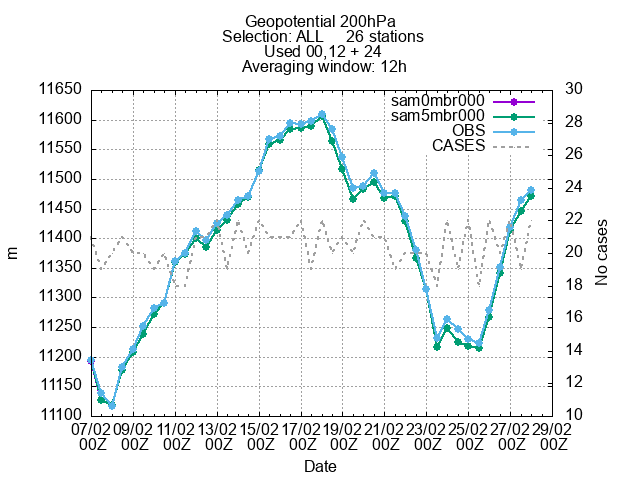 Geopotential 200hPa
Selection: ALL 26 stations
Used 00,12 + 24
Averaging window: 12h
sam0mbr000
sam5mbr000
OBS
CASES
11650
11600
11550
11500
11450
11400
11350
11300
11250
11200
11150
11100
m
30
28
26
24
22
20
18
16
14
12
10
No cases
07/02 09/02 11/02 13/02 15/02 17/02 19/02 21/02 23/02 25/02 27/02 29/02
00Z 00Z 00Z 00Z 00Z 00Z 00Z 00Z 00Z 00Z 00Z 00Z
Date